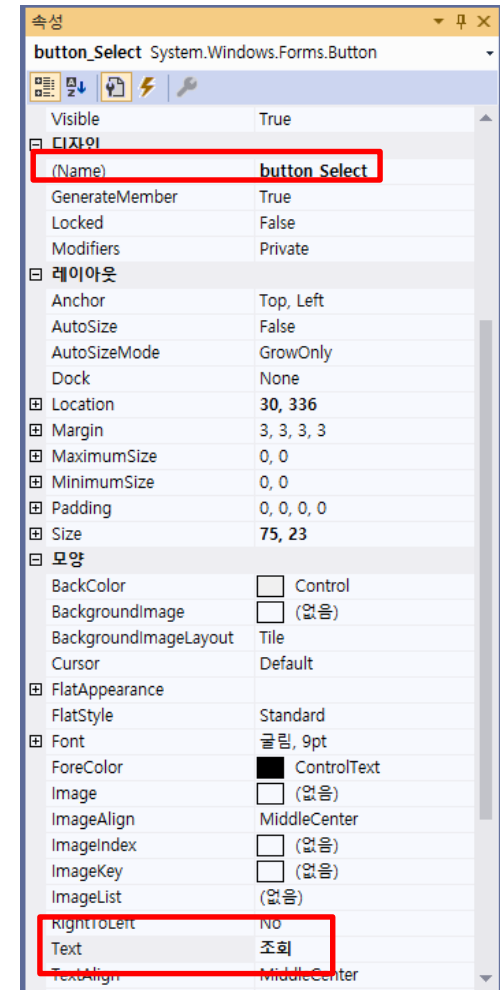 속성
button_Select System.Windows.Forms.Button
Visible True
디자인
(Name) button_Select
GenerateMember True
Locked False
Modifiers Private
레이아웃
Anchor Top, Left
AutoSize False
AutoSizeMode GrowOnly
Dock None
Location 30, 336
Margin 3, 3, 3, 3
MaximumSize 0, 0
MinimumSize 0, 0
Padding 0, 0, 0, 0
Size 75, 23
모양
BackColor Control
BackgroundImage (없음)
BackgroundImageLayout Tile
Cursor Default
FlatAppearance
FlatStyle Standard
Font 굴림, 9pt
ForeColor ControlText
Image (없음)
ImageAlign MiddleCenter
ImageIndex (없음)
ImageKey (없음)
ImageList (없음)
RightToLeft No
Text 조회
TextAlign MiddleCenter